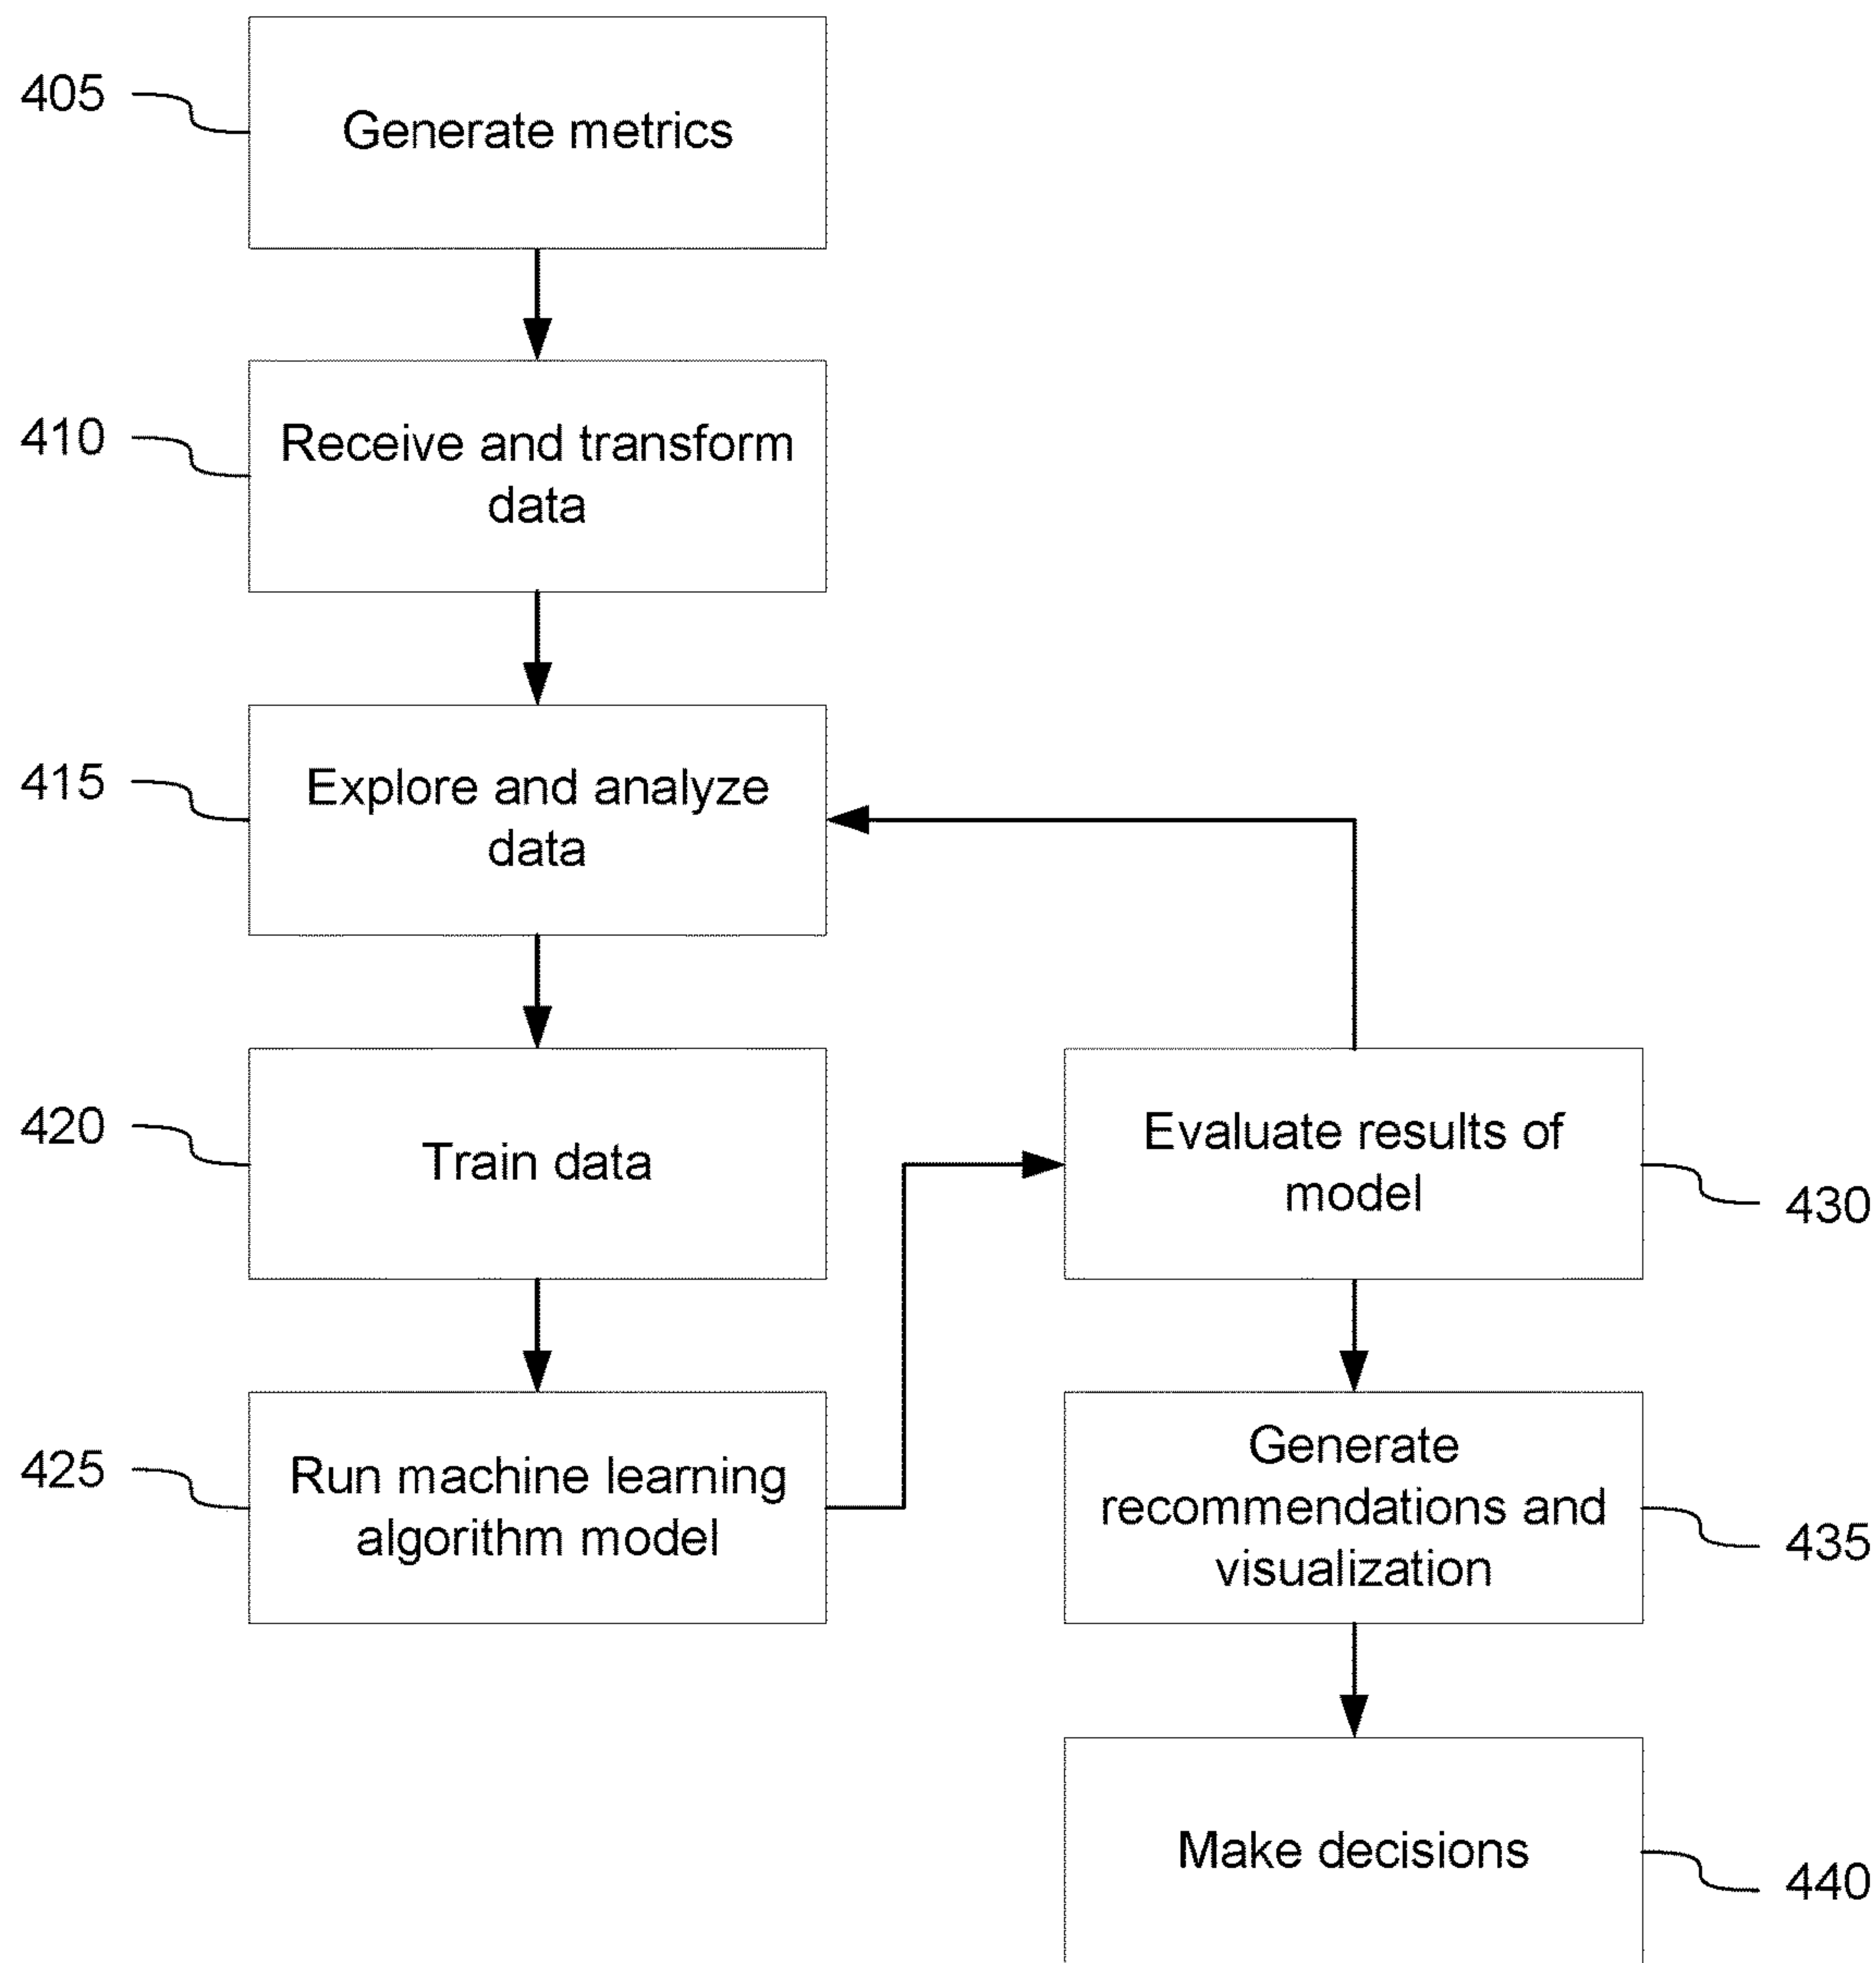 405
Generate metrics
410
Receive and transform
data
415
Explore and analyze
data
420
Train data
425
Run machine learning
algorithm model
Evaluate results of
model
430
Generate
recommendations and
visualization
435
Make decisions
440